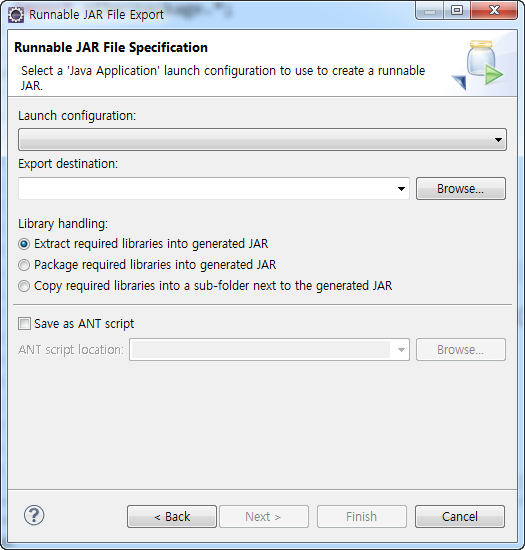 Runnable JAR File Export
Runnable JAR File Specification
Select a 'Java Application' launch configuration to use to create a runnable
JAR.
Launch configuration:
Export destination:
Browse...
Library handling:
Extract required libraries into generated JAR
Package required libraries into generated JAR
Copy required libraries into a sub-folder next to the generated JAR
Save as ANT script
ANT script location:
Browse...
?
< Back
Next >
Finish
Cancel